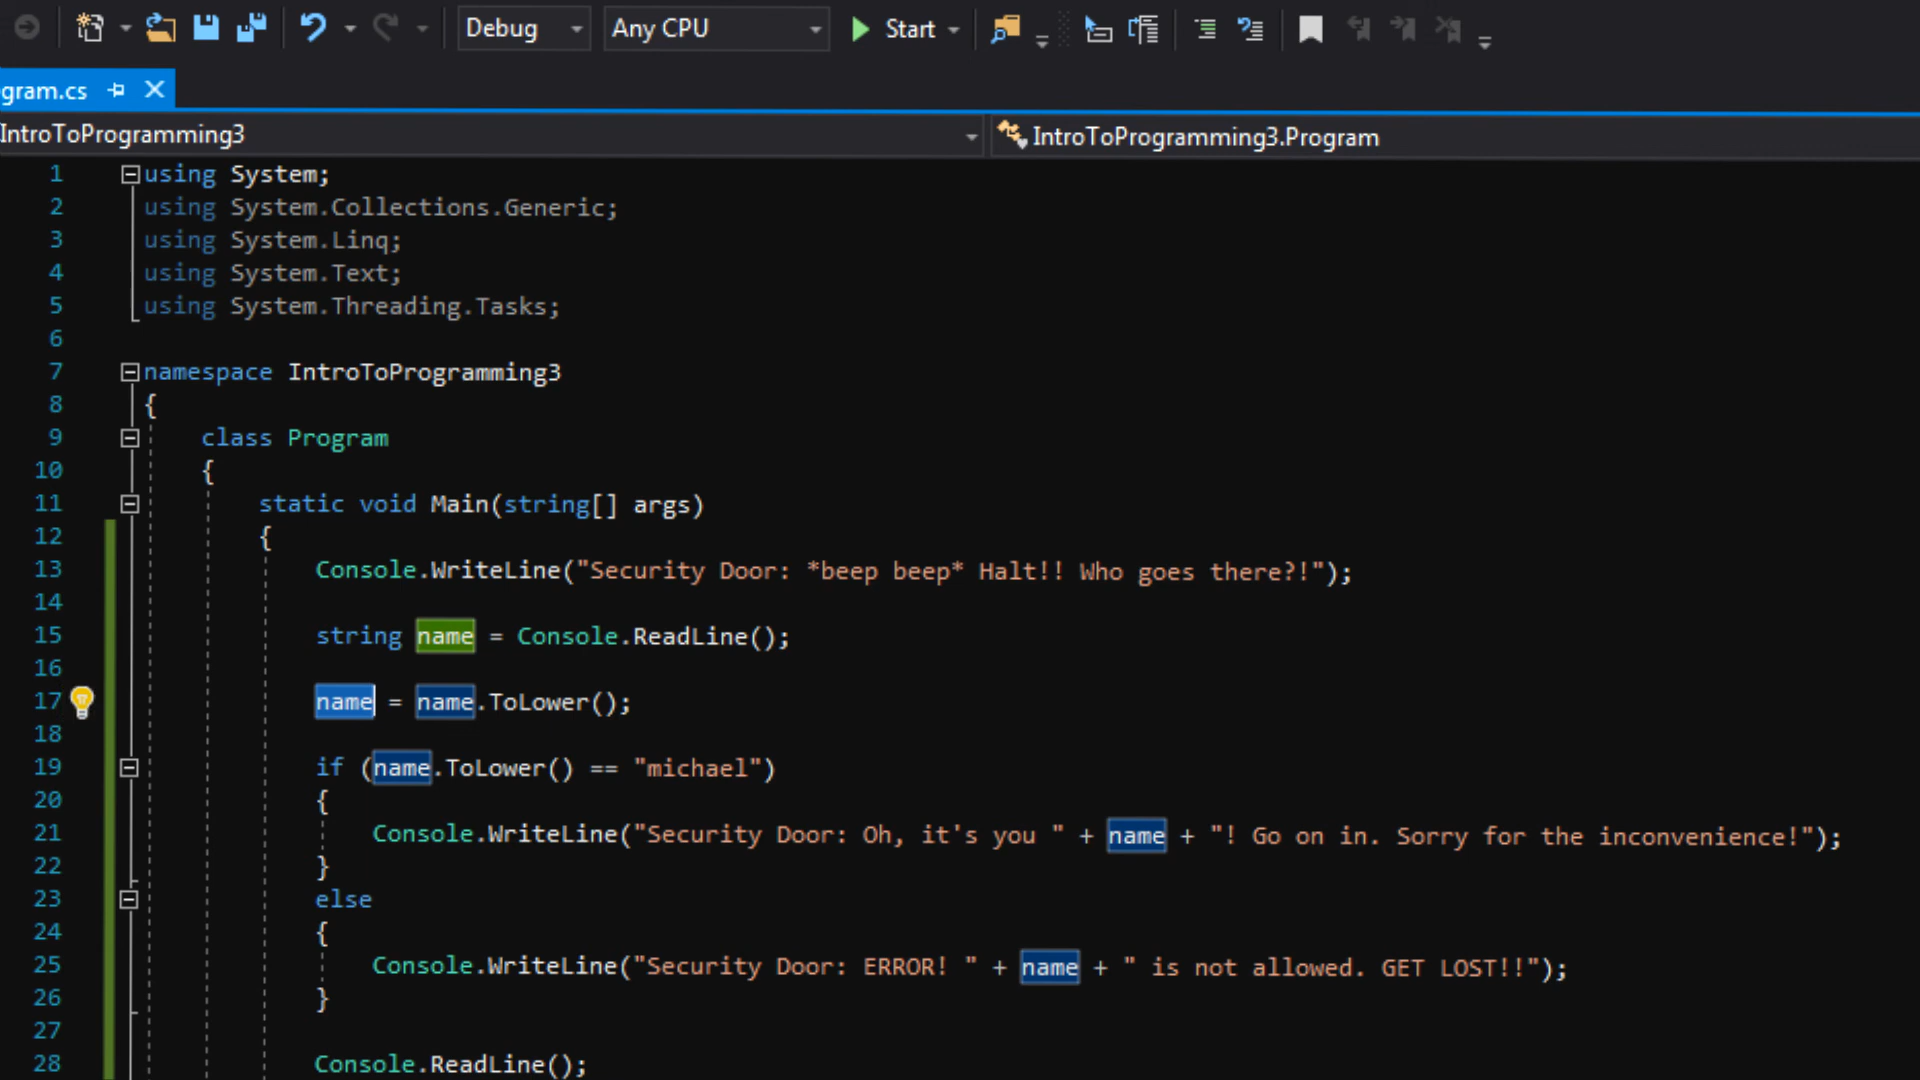 Debug Any CPU Start
gram.cs
IntroToProgramming3 IntroToProgramming3.Program
1 using System;
2 using System.Collections.Generic;
3 using System.Linq;
4 using System.Text;
5 using System.Threading.Tasks;
6
7 namespace IntroToProgramming3
8 {
9 class Program
10 {
11 static void Main(string[] args)
12 {
13 Console.WriteLine("Security Door: *beep beep* Halt!! Who goes there?!");
14
15 string name = Console.ReadLine();
16
17 name = name.ToLower();
18
19 if (name.ToLower() == "michael")
20 {
21 Console.WriteLine("Security Door: Oh, it's you " + name + "! Go on in. Sorry for the inconvenience!");
22 }
23 else
24 {
25 Console.WriteLine("Security Door: ERROR! " + name + " is not allowed. GET LOST!!");
26 }
27
28 Console.ReadLine();